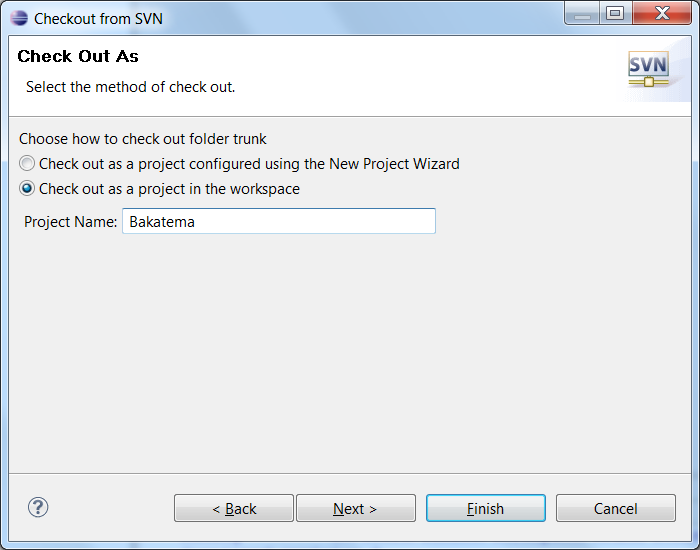 Checkout from SVN
Check Out As
Select the method of check out.
SVN
Choose how to check out folder trunk
Check out as a project configured using the New Project Wizard
Check out as a project in the workspace
Project Name: Bakatema
? < Back Next > Finish Cancel